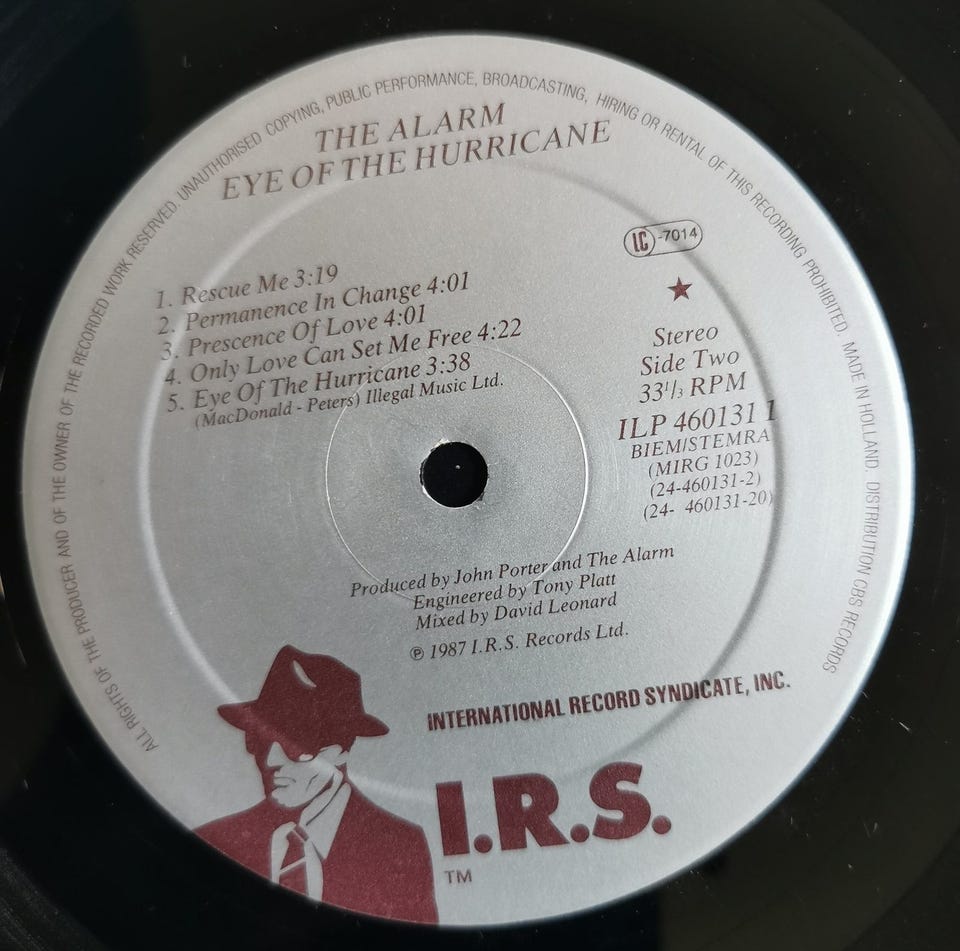 ALL RIGHTS OF THE PRODUCER AND OF THE OWNER OF THE RECORDED WORK RESERVED. UNAUTHORISED COPYING, PUBLIC PERFORMANCE, BROADCASTING, HIRING OR RENTAL OF THIS RECORDING PROHIBITED. MADE IN HOLLAND. DISTRIBUTION CBS RECORDS
THE ALARM
EYE OF THE HURRICANE
LC -7014
1. Rescue Me 3:19
2. Permanence In Change 4:01
3. Prescence Of Love 4:01
4. Only Love Can Set Me Free 4:22
5. Eye Of The Hurricane 3:38
(MacDonald - Peters) Illegal Music Ltd.
Stereo
Side Two
33 1/3 RPM
ILP 460131 1
BIEM/STEMRA
(MIRG 1023)
(24-460131-2)
(24- 460131-20)
Produced by John Porter and The Alarm
Engineered by Tony Platt
Mixed by David Leonard
℗ 1987 I.R.S. Records Ltd.
INTERNATIONAL RECORD SYNDICATE, INC.
I.R.S.
TM